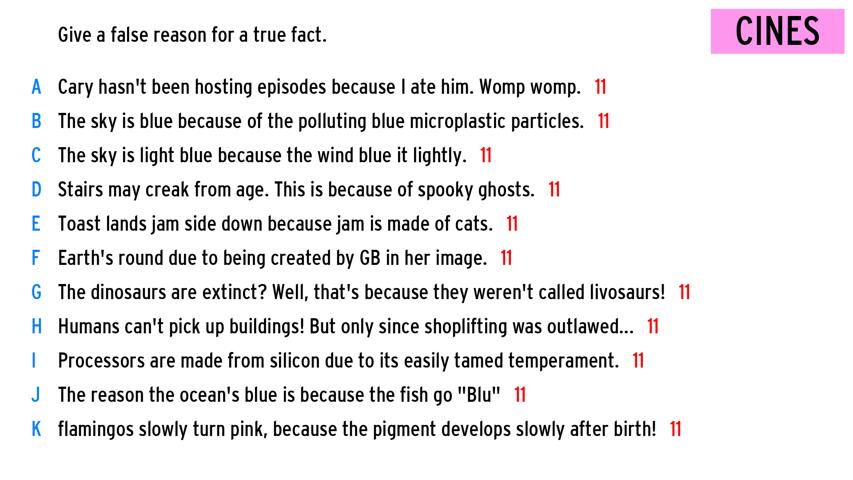 Give a false reason for a true fact.
CINES
A Cary hasn't been hosting episodes because I ate him. Womp womp. 11
B The sky is blue because of the polluting blue microplastic particles. 11
C The sky is light blue because the wind blue it lightly. 11
D Stairs may creak from age. This is because of spooky ghosts. 11
E Toast lands jam side down because jam is made of cats. 11
F Earth's round due to being created by GB in her image. 11
G The dinosaurs are extinct? Well, that's because they weren't called livosaurs! 11
H Humans can't pick up buildings! But only since shoplifting was outlawed... 11
I Processors are made from silicon due to its easily tamed temperament. 11
J The reason the ocean's blue is because the fish go "Blu" 11
K flamingos slowly turn pink, because the pigment develops slowly after birth! 11